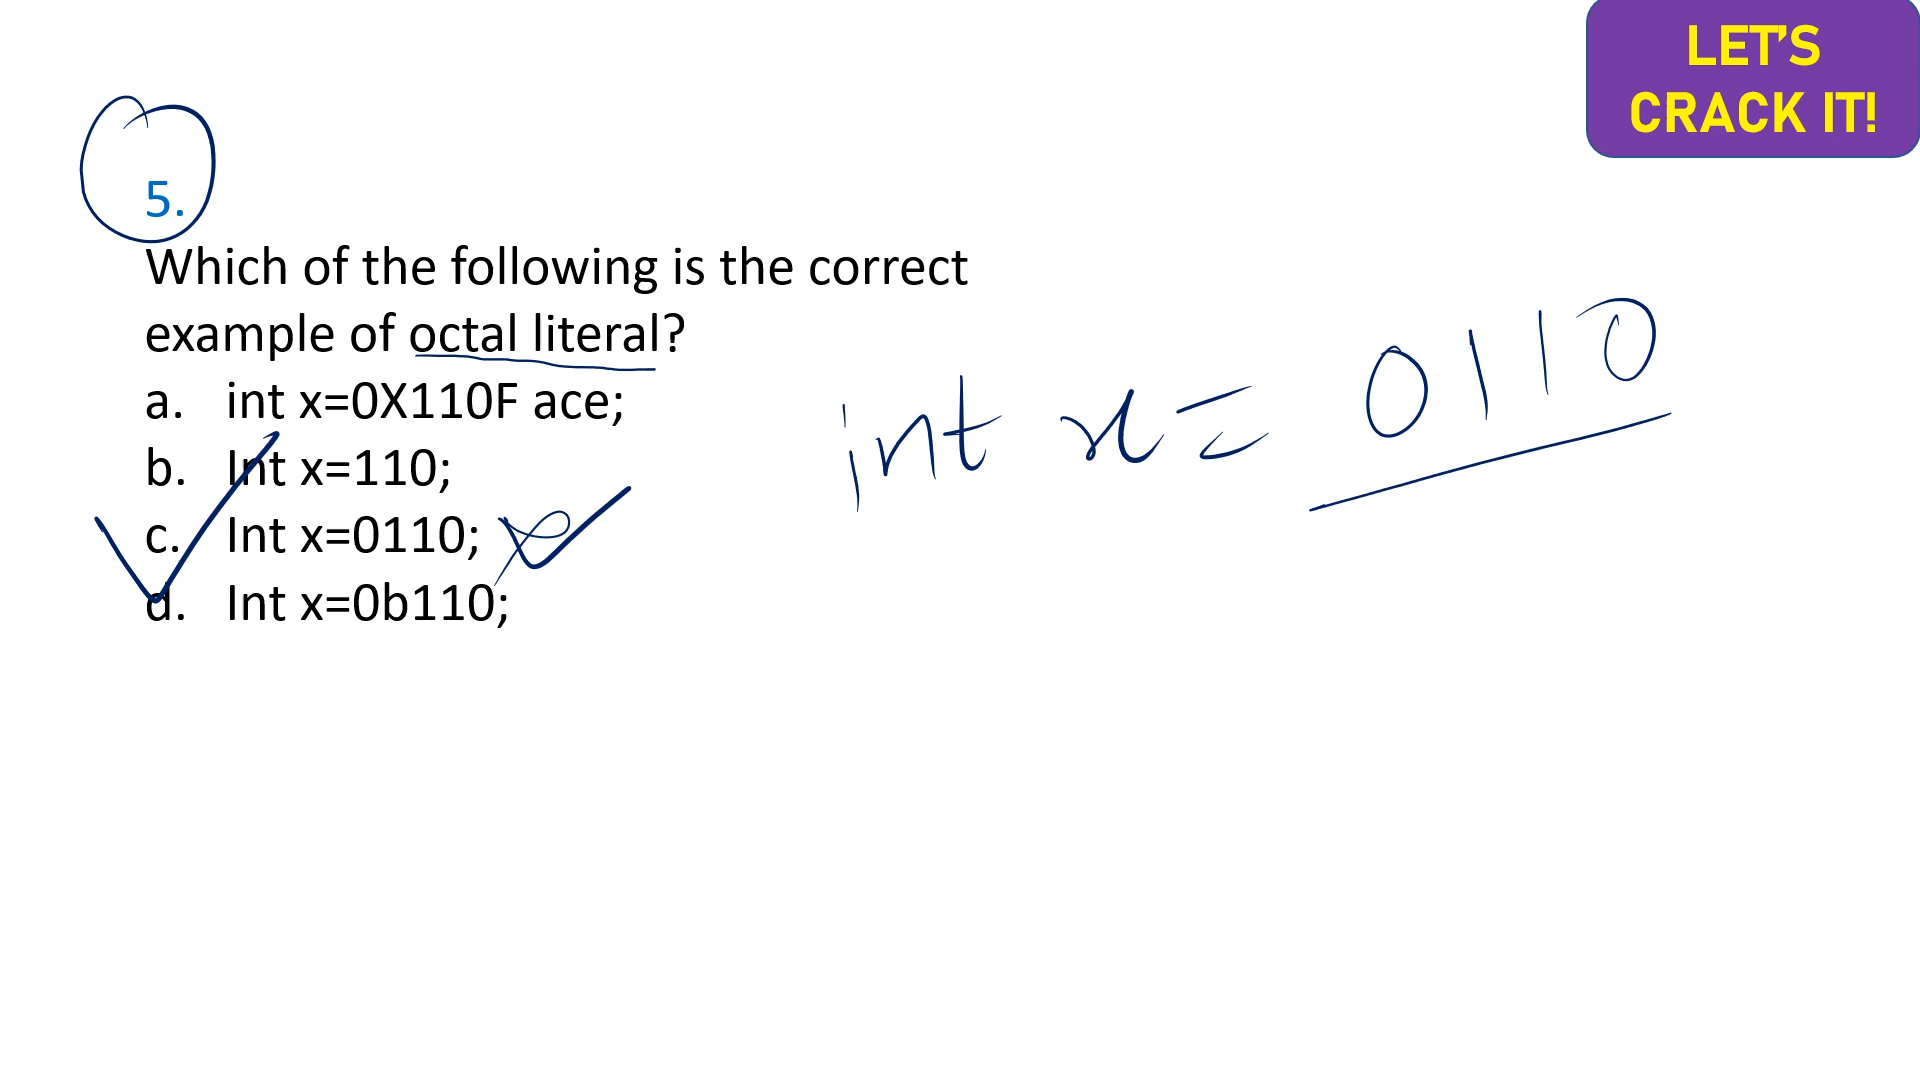 LET'S
CRACK IT!
5.
Which of the following is the correct
example of octal literal?
a. int x=0X110F ace;
b. Int x=110;
c. Int x=0110;
d. Int x=0b110;
int x= 0110